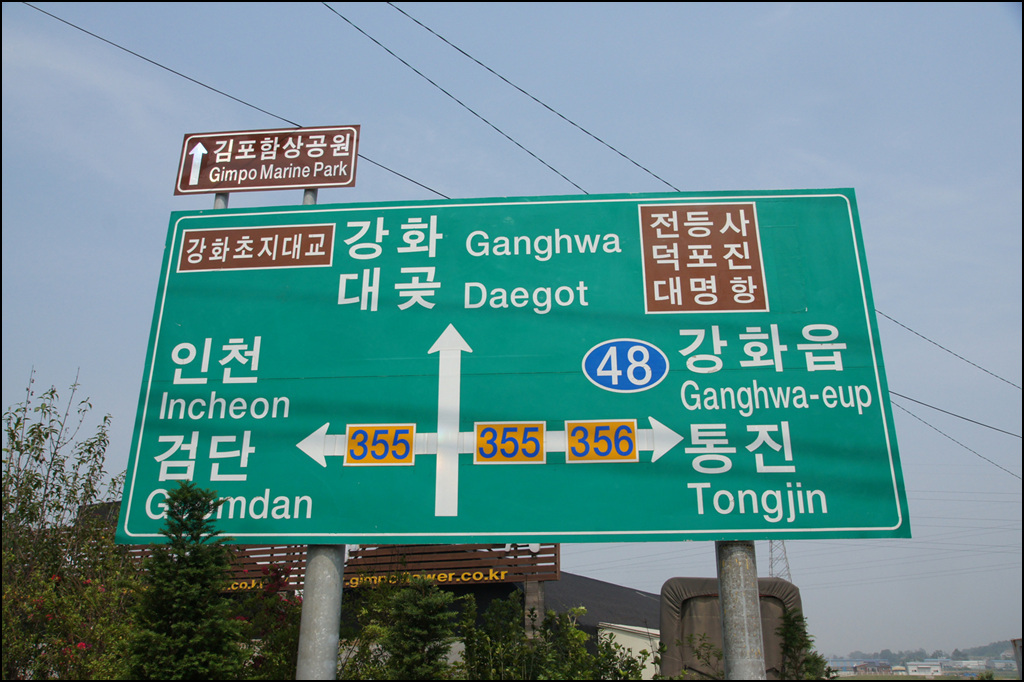 김포함상공원
Gimpo Marine Park
강화초지대교
강화 Ganghwa
대곶 Daegot
전등사
덕포진
대명항
인천
Incheon
검단
355
355
356
48
강화읍
Ganghwa-eup
통진
Tongjin
.co.kr